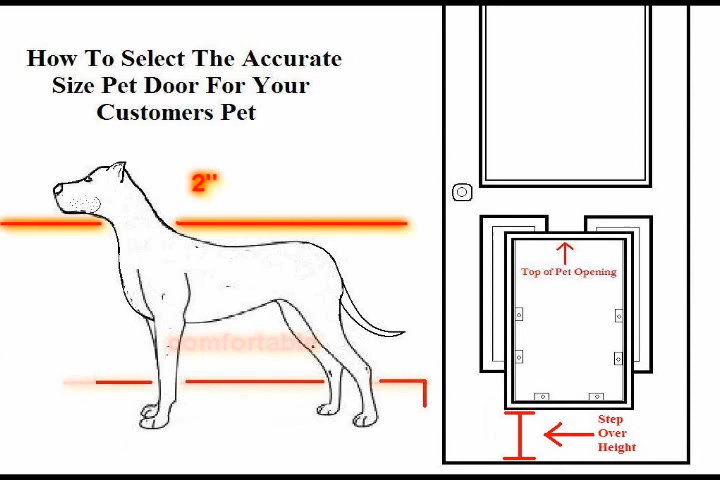 How To Select The Accurate
Size Pet Door For Your
Customers Pet
2"
comfortable
Top of Pet Opening
Step
Over
Height